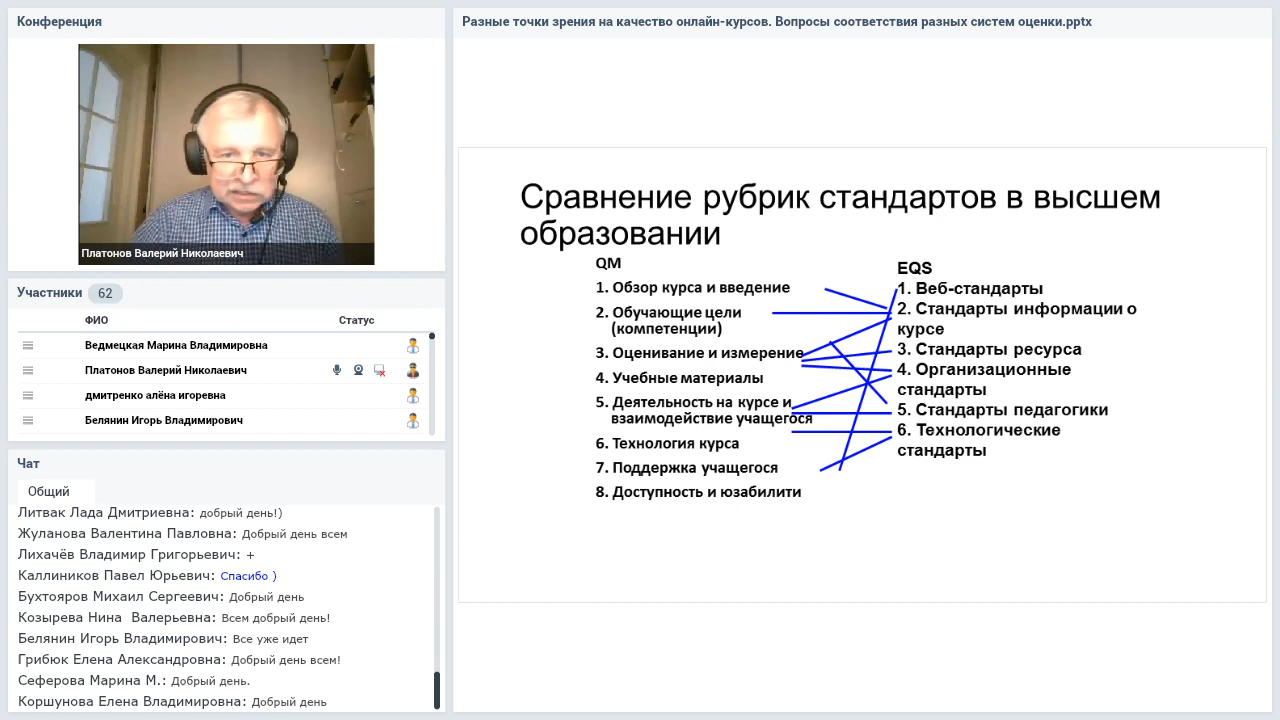 Конференция
Платонов Валерий Николаевич
Участники 62
ФИО Статус
Ведмецкая Марина Владимировна
Платонов Валерий Николаевич
дмитренко алёна игоревна
Белянин Игорь Владимирович
Чат
Общий
Литвак Лада Дмитриевна: добрый день!)
Жуланова Валентина Павловна: Добрый день всем
Лихачёв Владимир Григорьевич: +
Каллиников Павел Юрьевич: Спасибо )
Бухтояров Михаил Сергеевич: Добрый день
Козырева Нина Валерьевна: Всем добрый день!
Белянин Игорь Владимирович: Все уже идет
Грибюк Елена Александровна: Добрый день всем!
Сеферова Марина М.: Добрый день.
Коршунова Елена Владимировна: Добрый день
Разные точки зрения на качество онлайн-курсов. Вопросы соответствия разных систем оценки.pptx
Сравнение рубрик стандартов в высшем
образовании
QM
1. Обзор курса и введение
2. Обучающие цели
(компетенции)
3. Оценивание и измерение
4. Учебные материалы
5. Деятельность на курсе и
взаимодействие учащегося
6. Технология курса
7. Поддержка учащегося
8. Доступность и юзабилити
EQS
1. Веб-стандарты
2. Стандарты информации о
курсе
3. Стандарты ресурса
4. Организационные
стандарты
5. Стандарты педагогики
6. Технологические
стандарты